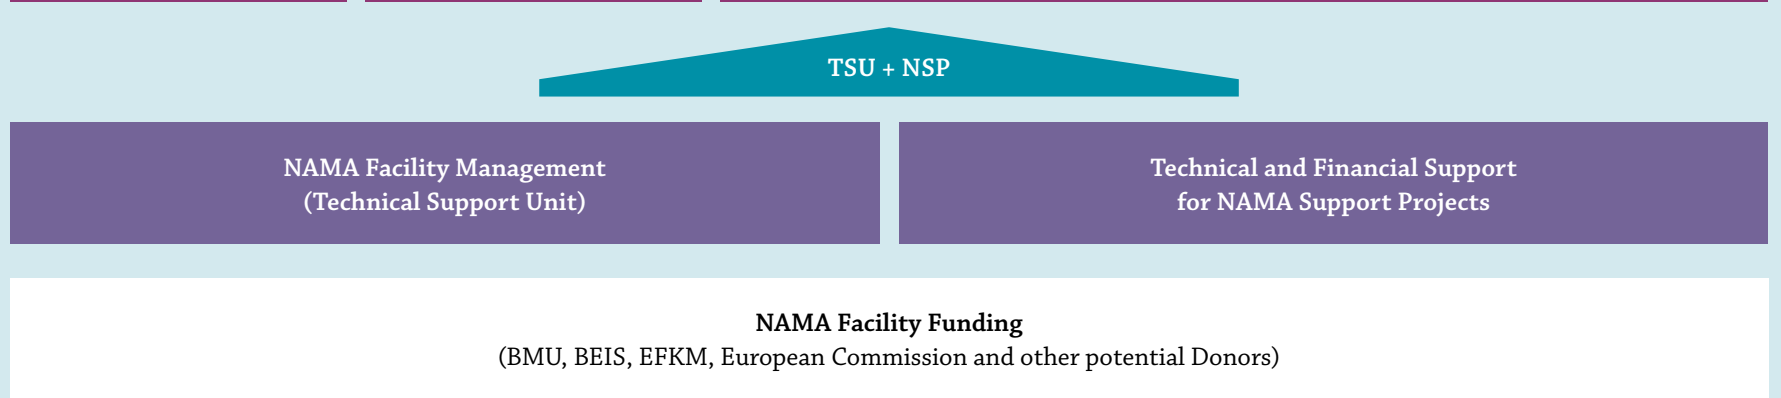 TSU + NSP
NAMA Facility Management
(Technical Support Unit)
Technical and Financial Support
for NAMA Support Projects
NAMA Facility Funding
(BMU, BEIS, EFKM, European Commission and other potential Donors)